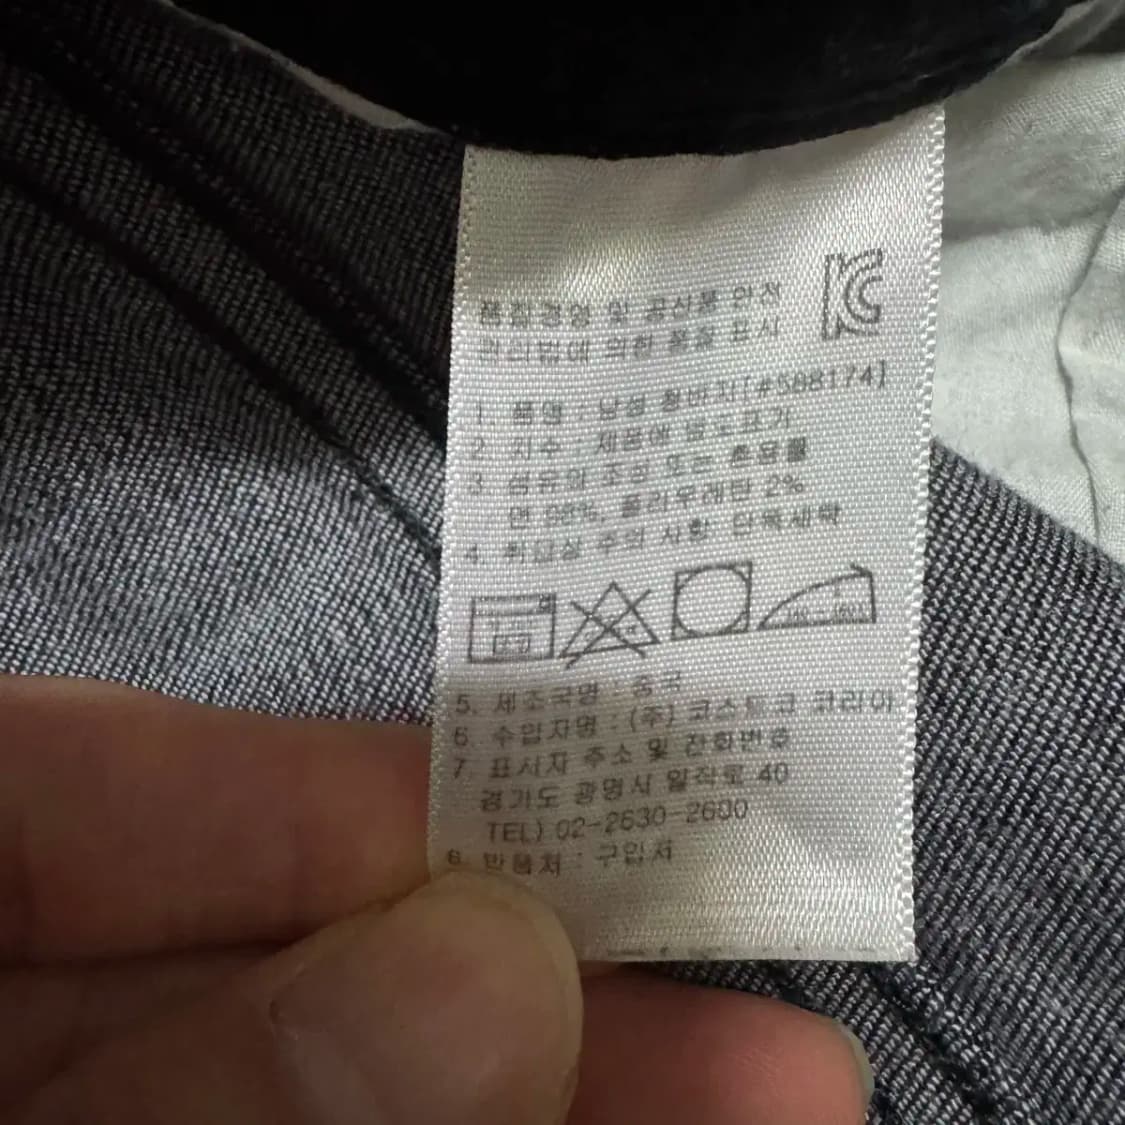 품질경영 및 공산품 안전
관리법에 의한 품질 표시
1. 품명 : 남성 청바지[#588174]
2. 치수 : 제품에 별도표기
3. 섬유의 조성 또는 혼용률
면 98%, 폴리우레탄 2%
4. 취급상 주의 사항 단독세탁
5. 제조국명 : 중국
6. 수입자명 : (주) 코스트코 코리아
7. 표시자 주소 및 전화번호
경기도 광명시 일직로 40
TEL) 02-2630-2600
8. 반품처 : 구입처